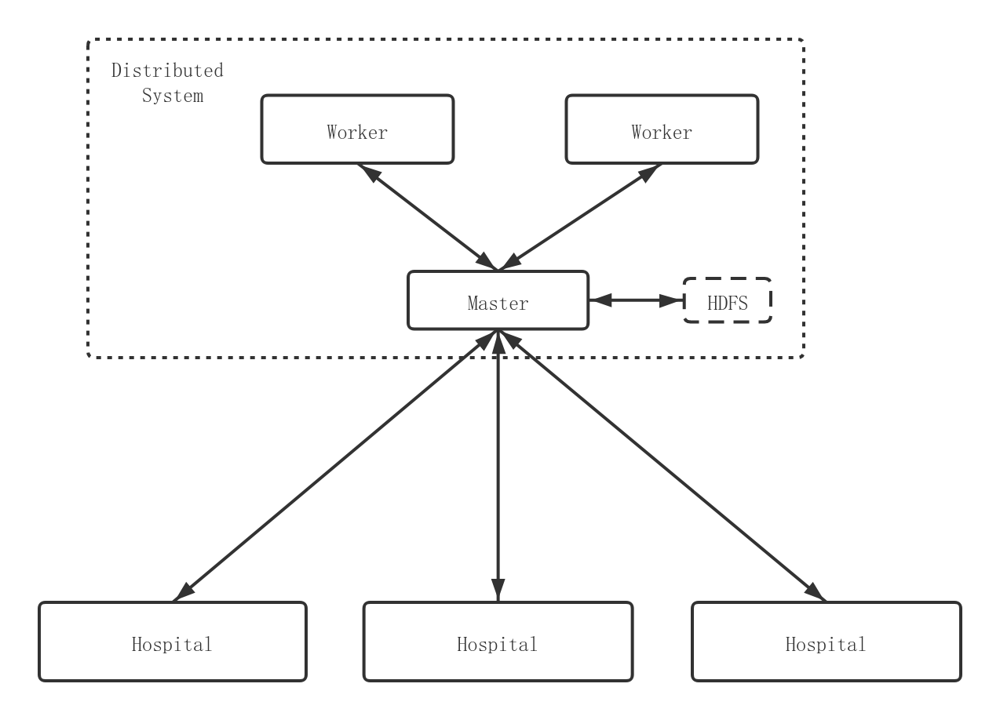 Distributed
System
Worker
Worker
Master
HDFS
Hospital
Hospital
Hospital